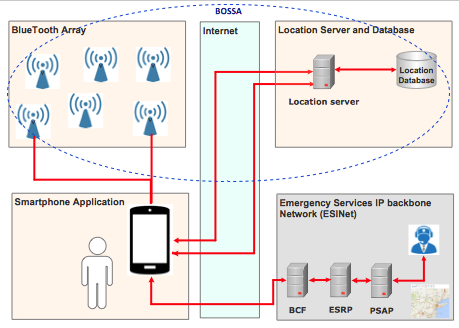 BOSSA
BlueTooth Array
Internet
Location Server and Database
Location
Database
Location server
Smartphone Application
Emergency Services IP backbone
Network (ESINet)
BCF
ESRP
PSAP